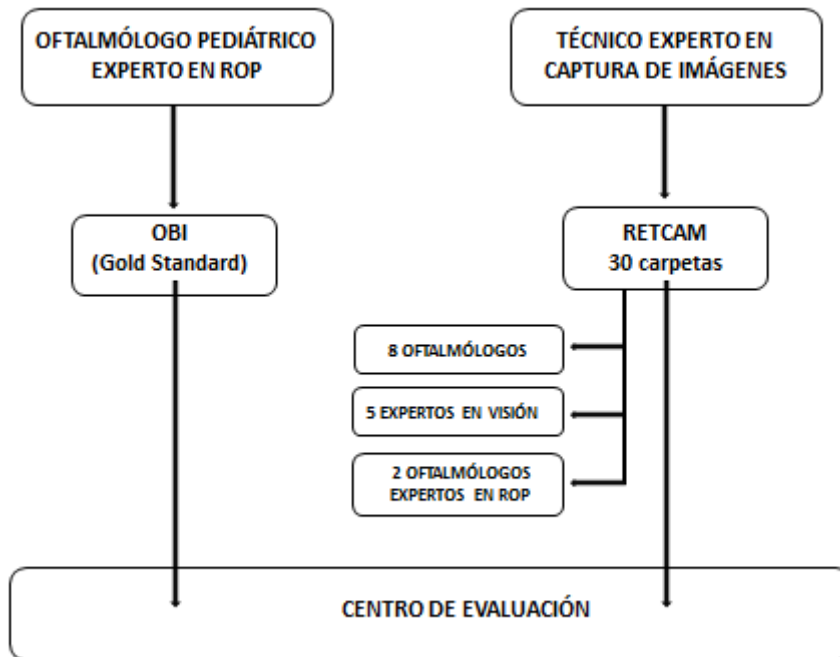 OFTALMÓLOGO PEDIÁTRICO
EXPERTO EN ROP
TÉCNICO EXPERTO EN
CAPTURA DE IMÁGENES
OBI
(Gold Standard)
RETCAM
30 carpetas
8 OFTALMÓLOGOS
5 EXPERTOS EN VISIÓN
2 OFTALMÓLOGOS
EXPERTOS EN ROP
CENTRO DE EVALUACIÓN